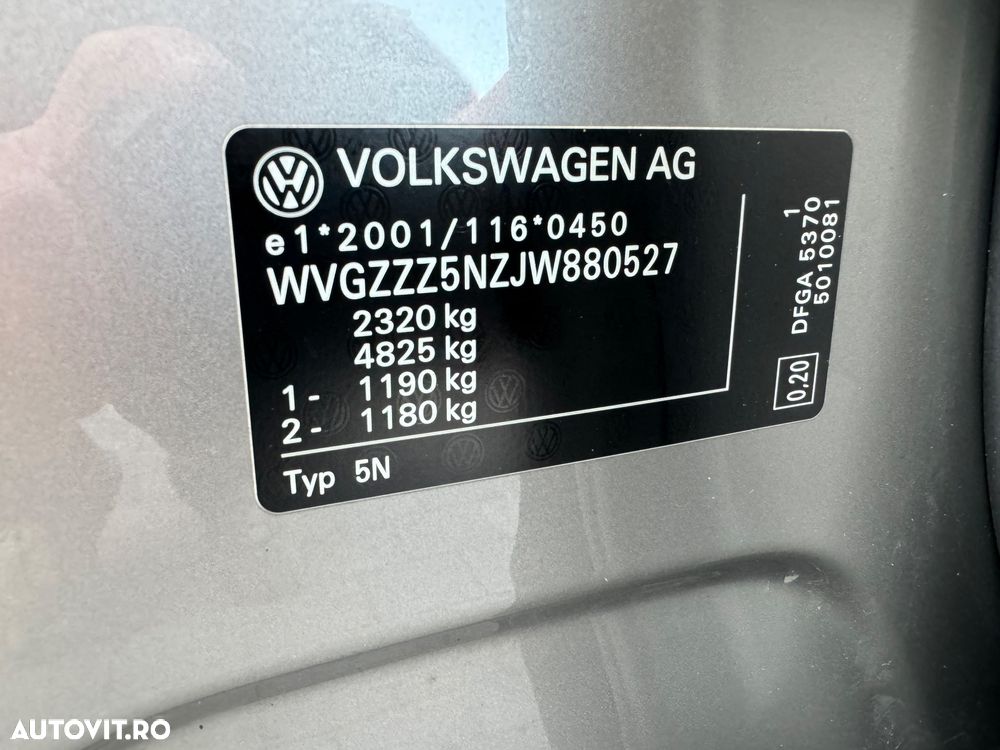 VOLKSWAGEN AG
e1*2001/116*0450
WVGZZZ5NZJW880527
2320 kg
4825 kg
1- 1190 kg
2- 1180 kg
Typ 5N
1
DFGA 5370
5010081
0,20
AUTOVIT.RO